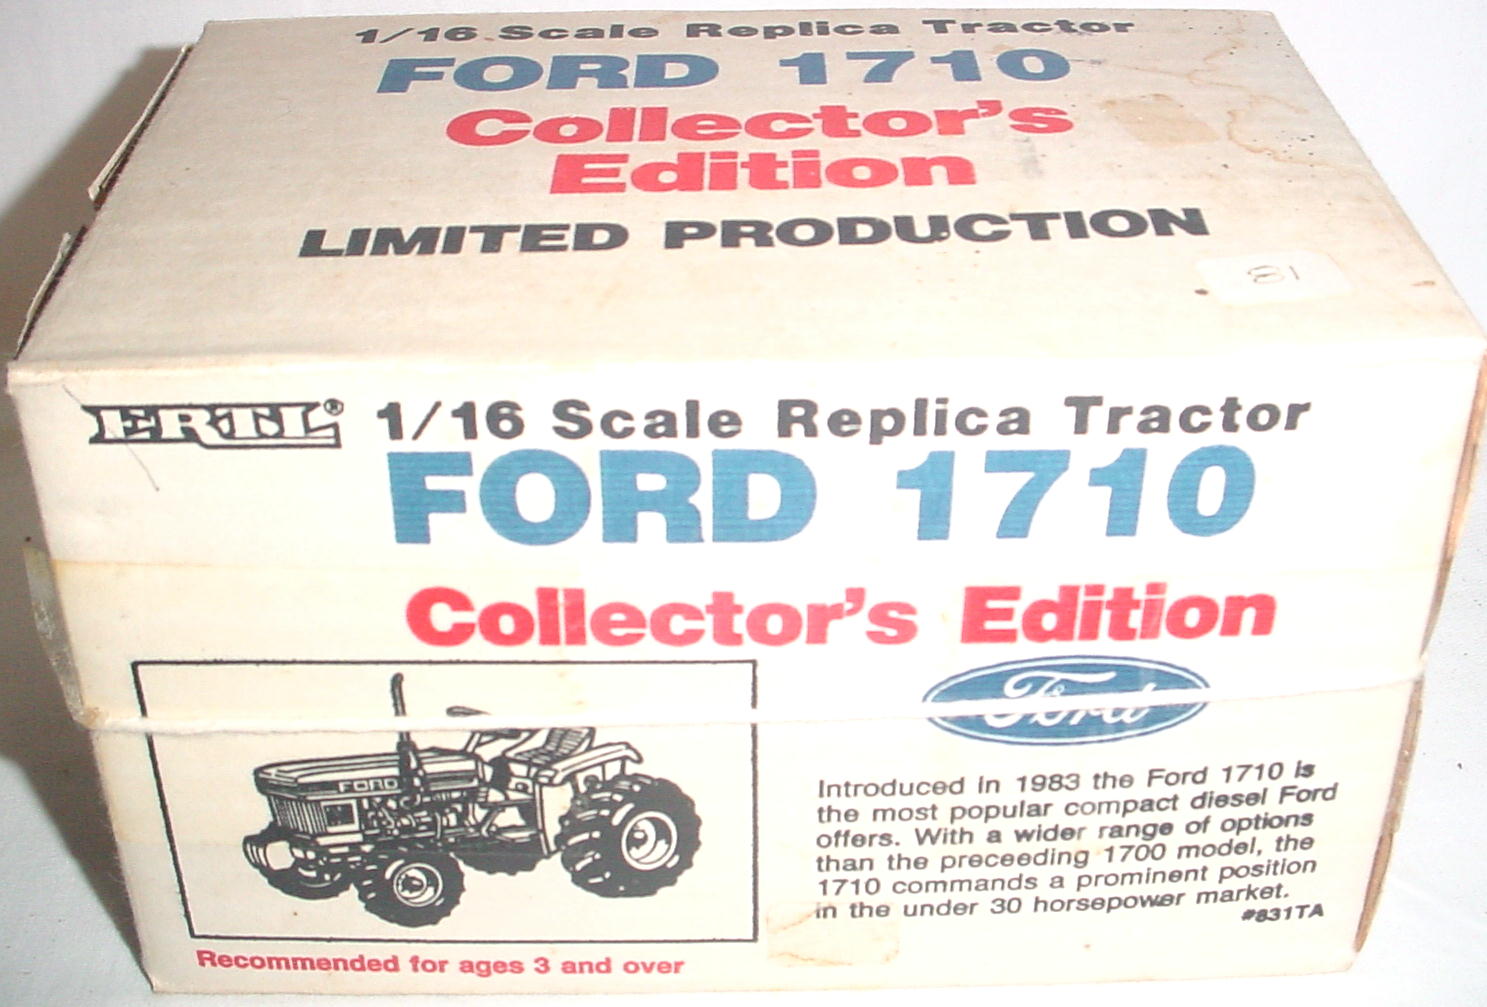 1/16 Scale Replica Tractor
FORD 1710
Collector's
Edition
LIMITED PRODUCTION
ERTL® 1/16 Scale Replica Tractor
FORD 1710
Collector's Edition
Ford
FORD
Introduced in 1983 the Ford 1710 is
the most popular compact diesel Ford
offers. With a wider range of options
than the preceeding 1700 model, the
1710 commands a prominent position
in the under 30 horsepower market.
#831TA
Recommended for ages 3 and over